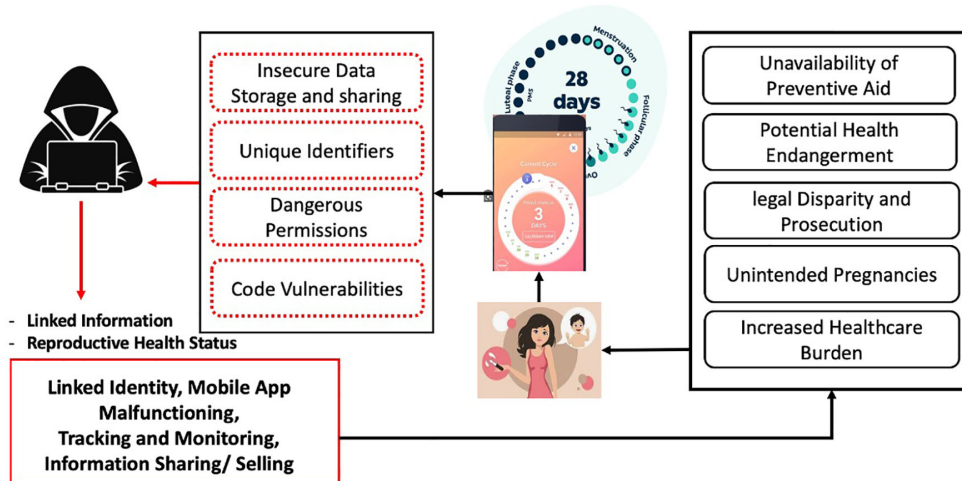 Insecure Data
Storage and sharing
Unique Identifiers
Dangerous
Permissions
Code Vulnerabilities
- Linked Information
- Reproductive Health Status
Linked Identity, Mobile App
Malfunctioning,
Tracking and Monitoring,
Information Sharing/ Selling
Luteal phase
PMS
Menstruation
Follicular phase
28
days
Ov
Current Cycle
3
DAYS
Unavailability of
Preventive Aid
Potential Health
Endangerment
legal Disparity and
Prosecution
Unintended Pregnancies
Increased Healthcare
Burden